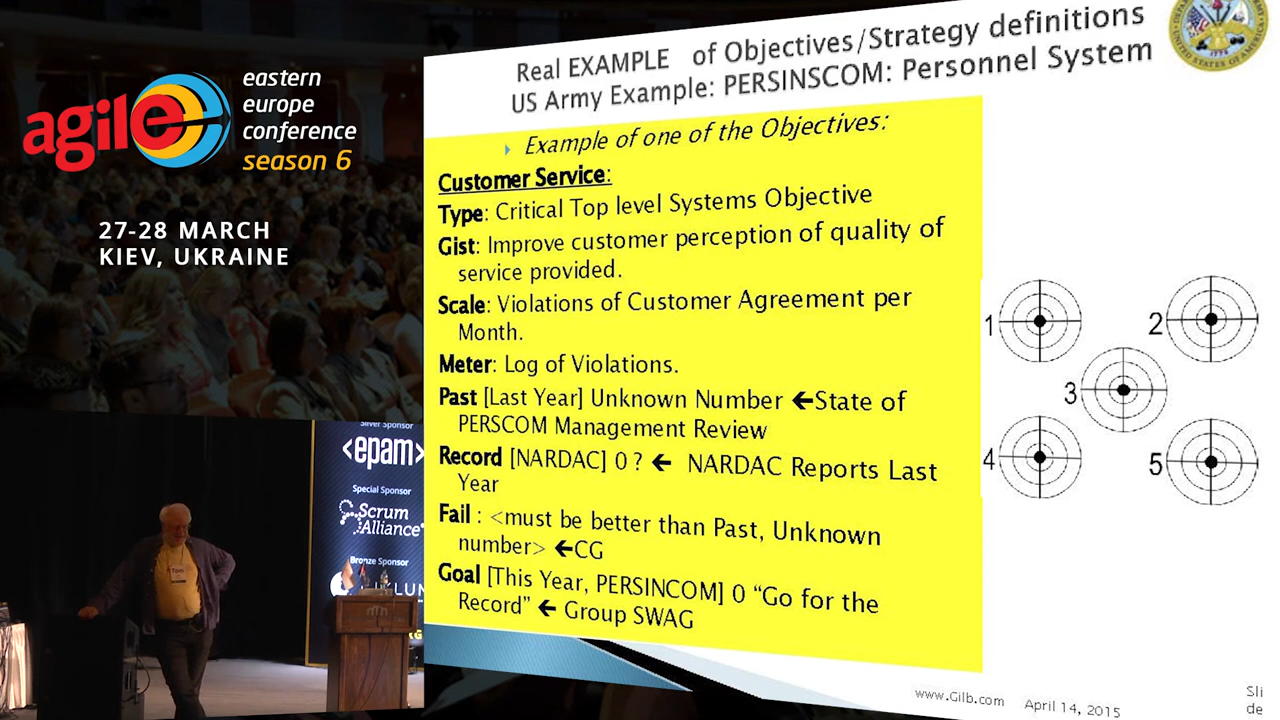 agile
eastern
europe
conference
season 6
27-28 MARCH
KIEV, UKRAINE
Silver Sponsor
<epam>
Special Sponsor
Scrum
Alliance
Bronze Sponsor
Tom
Real EXAMPLE of Objectives/Strategy definitions
US Army Example: PERSINSCOM: Personnel System
Example of one of the Objectives:
Customer Service:
Type: Critical Top level Systems Objective
Gist: Improve customer perception of quality of
service provided.
Scale: Violations of Customer Agreement per
Month.
Meter: Log of Violations.
Past [Last Year] Unknown Number ←State of
PERSCOM Management Review
Record [NARDAC] 0 ? ← NARDAC Reports Last
Year
Fail : <must be better than Past, Unknown
number> ←CG
Goal [This Year, PERSINCOM] 0 “Go for the
Record” ← Group SWAG
1
2
3
4
5
www.Gilb.com April 14, 2015
Sli
de